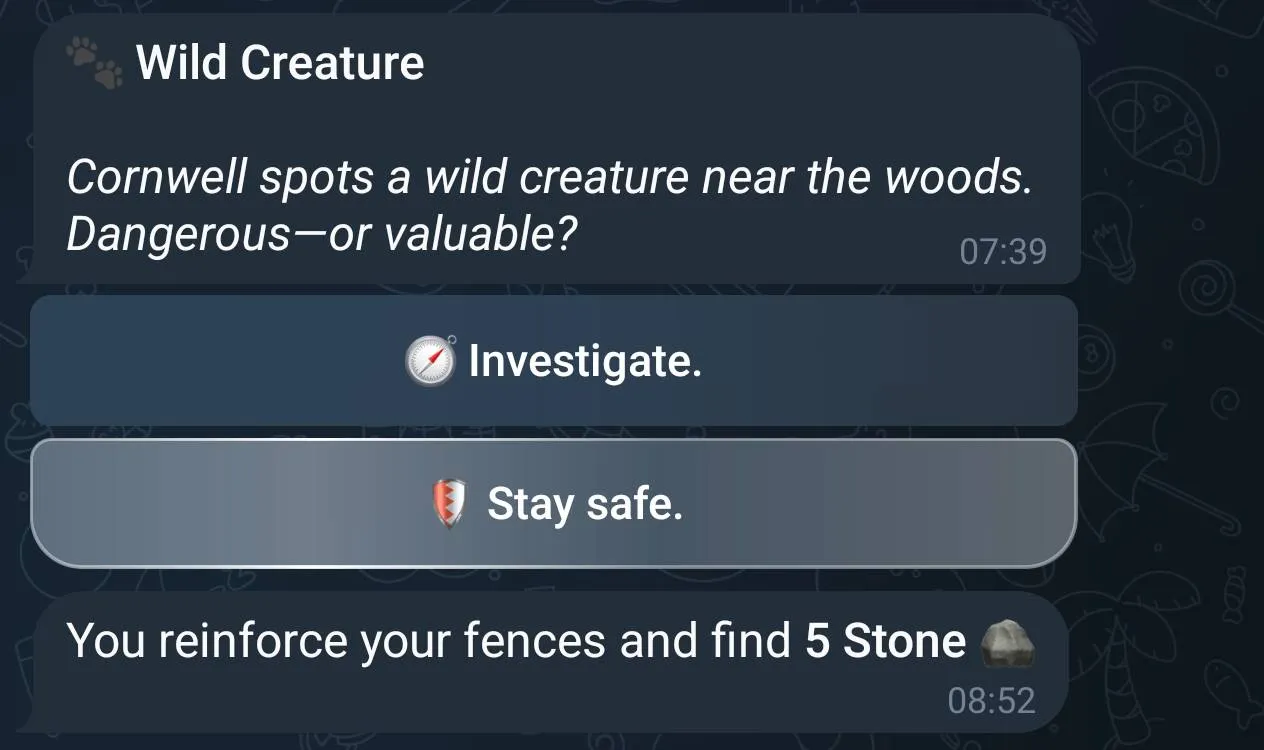 🐾 Wild Creature
Cornwell spots a wild creature near the woods.
Dangerous—or valuable?
07:39
🧭 Investigate.
🛡 Stay safe.
You reinforce your fences and find 5 Stone 🪨
08:52